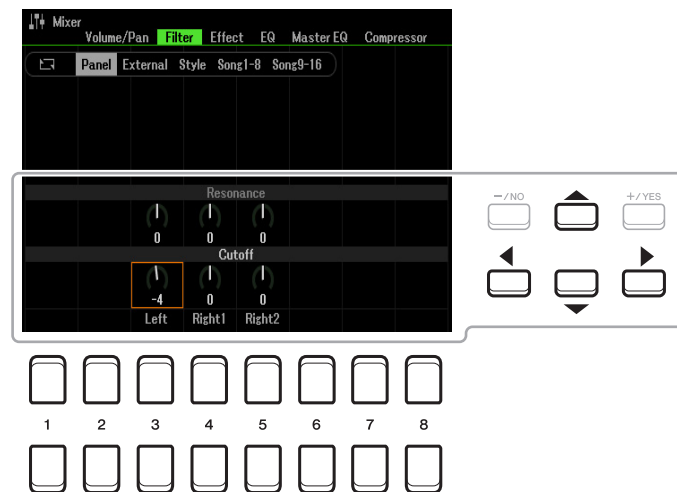 Mixer
Volume/Pan Filter Effect EQ Master EQ Compressor
Panel External Style Song1-8 Song9-16
Resonance
0 0 0
Cutoff
-4 0 0
Left Right1 Right2
−/NO +/YES
1 2 3 4 5 6 7 8